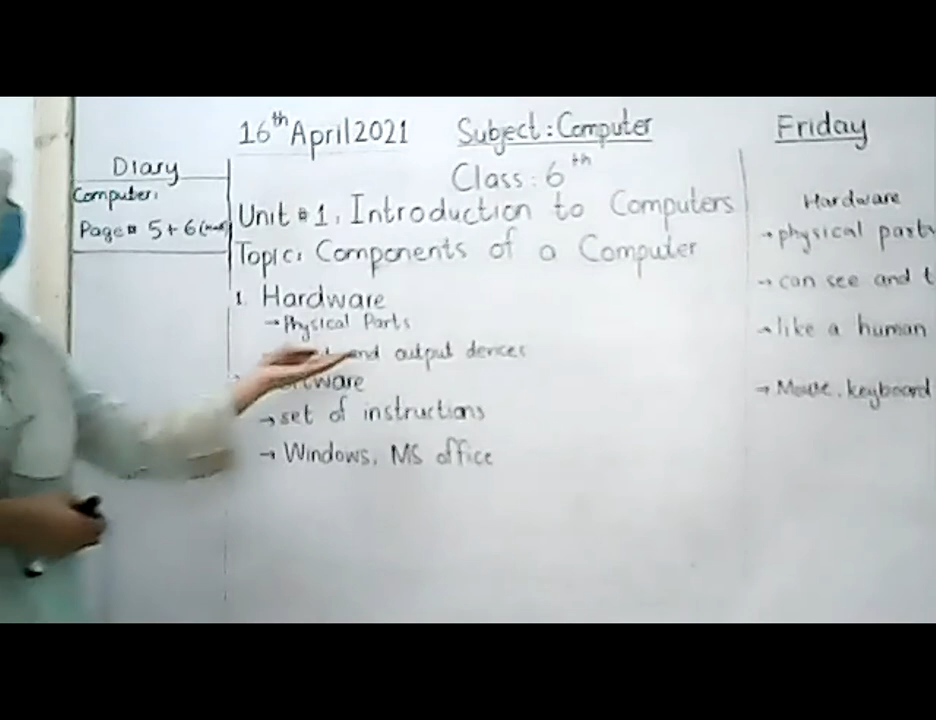 16th April 2021 Subject: Computer Friday
Diary
Computer:
Page# 5+6
Class: 6th
Unit #1: Introduction to Computers
Topic: Components of a Computer
1. Hardware
→ Physical Parts
and output devices
→ set of instructions
→ Windows, MS office
Hardware
→ physical parts
→ can see and
→ like a human
→ Mouse, keyboard